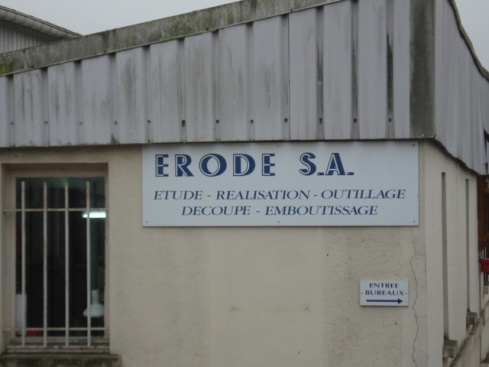 ERODE S.A.
ETUDE - REALISATION - OUTILLAGE
DECOUPE - EMBOUTISSAGE
ENTREE
- BUREAUX -